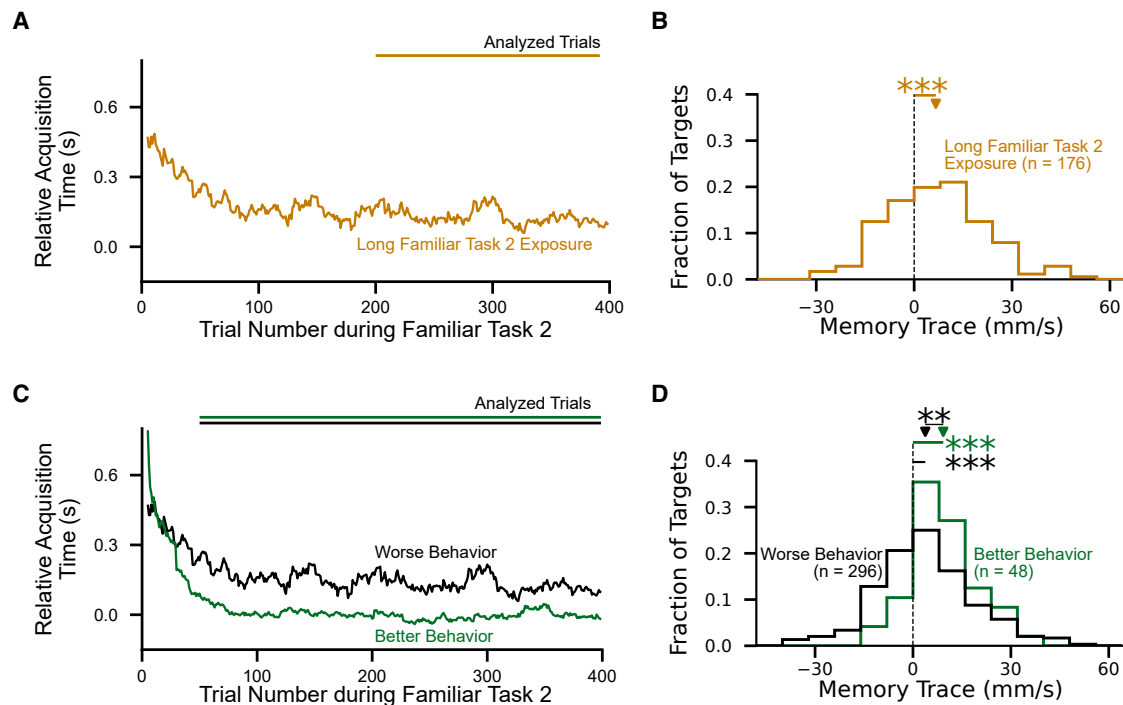 A
Analyzed Trials
Relative Acquisition
Time (s)
0.6
0.3
0.0
Long Familiar Task 2 Exposure
0
100
200
300
400
Trial Number during Familiar Task 2
B
***
0.4
0.3
0.2
0.1
0.0
Fraction of Targets
Long Familiar Task 2
Exposure (n = 176)
−30
0
30
60
Memory Trace (mm/s)
C
Analyzed Trials
Relative Acquisition
Time (s)
0.6
0.3
0.0
Worse Behavior
Better Behavior
0
100
200
300
400
Trial Number during Familiar Task 2
D
**
***
***
0.4
0.3
0.2
0.1
0.0
Fraction of Targets
Worse Behavior
(n = 296)
Better Behavior
(n = 48)
−30
0
30
60
Memory Trace (mm/s)